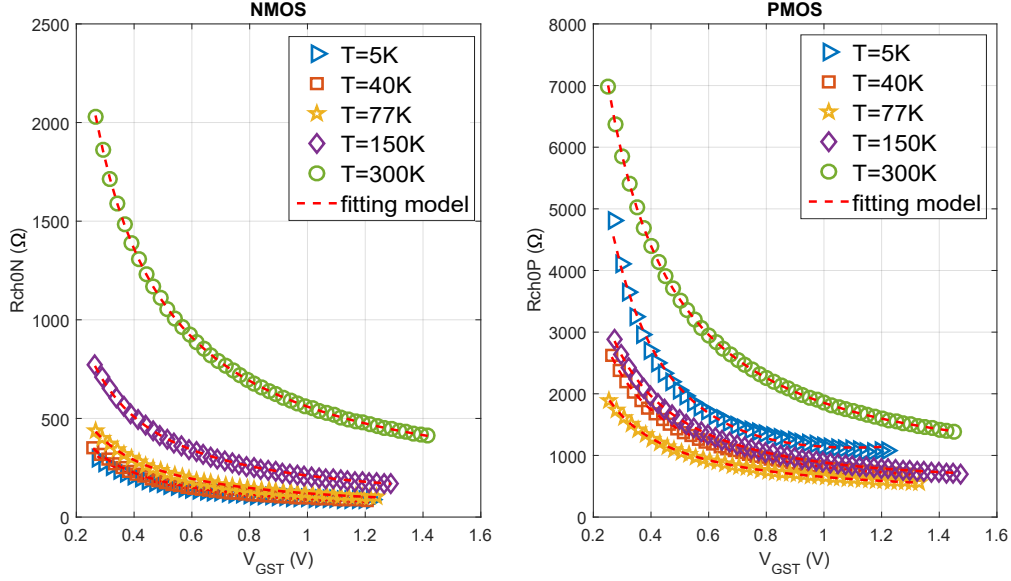 NMOS
2500
2000
1500
1000
500
0
Rch0N (Ω)
0.2 0.4 0.6 0.8 1 1.2 1.4 1.6
V_GST (V)
T=5K
T=40K
T=77K
T=150K
T=300K
fitting model
PMOS
8000
7000
6000
5000
4000
3000
2000
1000
0
Rch0P (Ω)
0.2 0.4 0.6 0.8 1 1.2 1.4 1.6
V_GST (V)
T=5K
T=40K
T=77K
T=150K
T=300K
fitting model